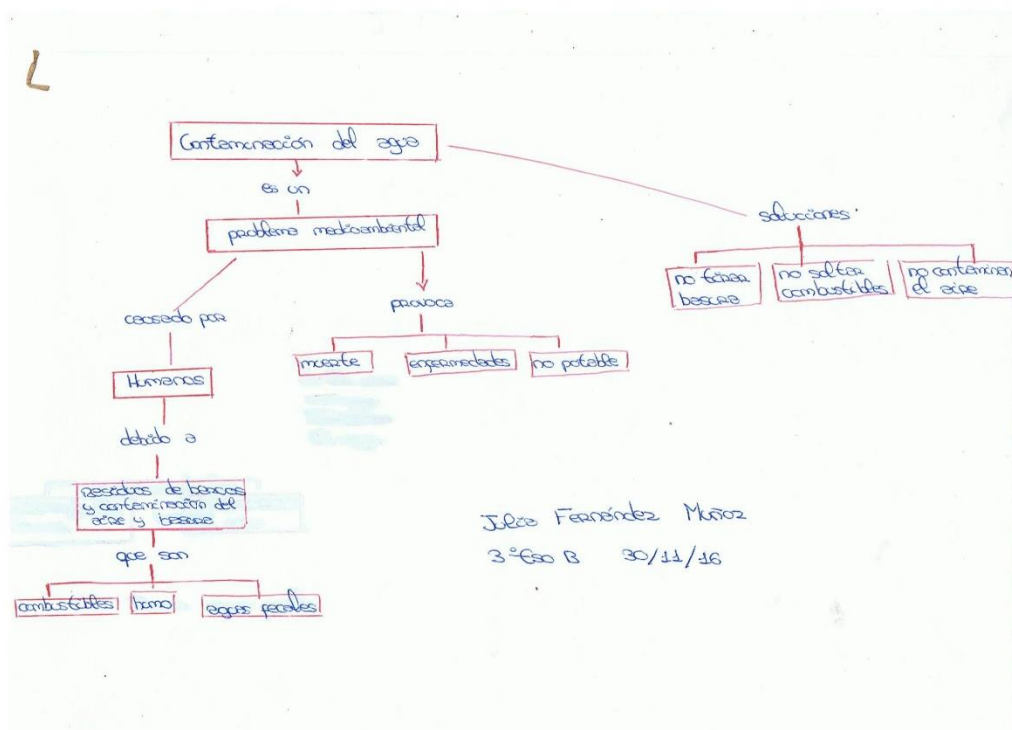 Contaminación del agua
es un
problema medioambiental
soluciones
no tirar
basura
no soltar
combustibles
no contaminar
el aire
causado por
provoca
muerte
enfermedades
no potable
Humanos
debido a
Residuos de barcos
y contaminación del
aire y basura
que son
combustibles
humo
aguas fecales
Julia Fernández Muñoz
3ºEso B 30/11/16